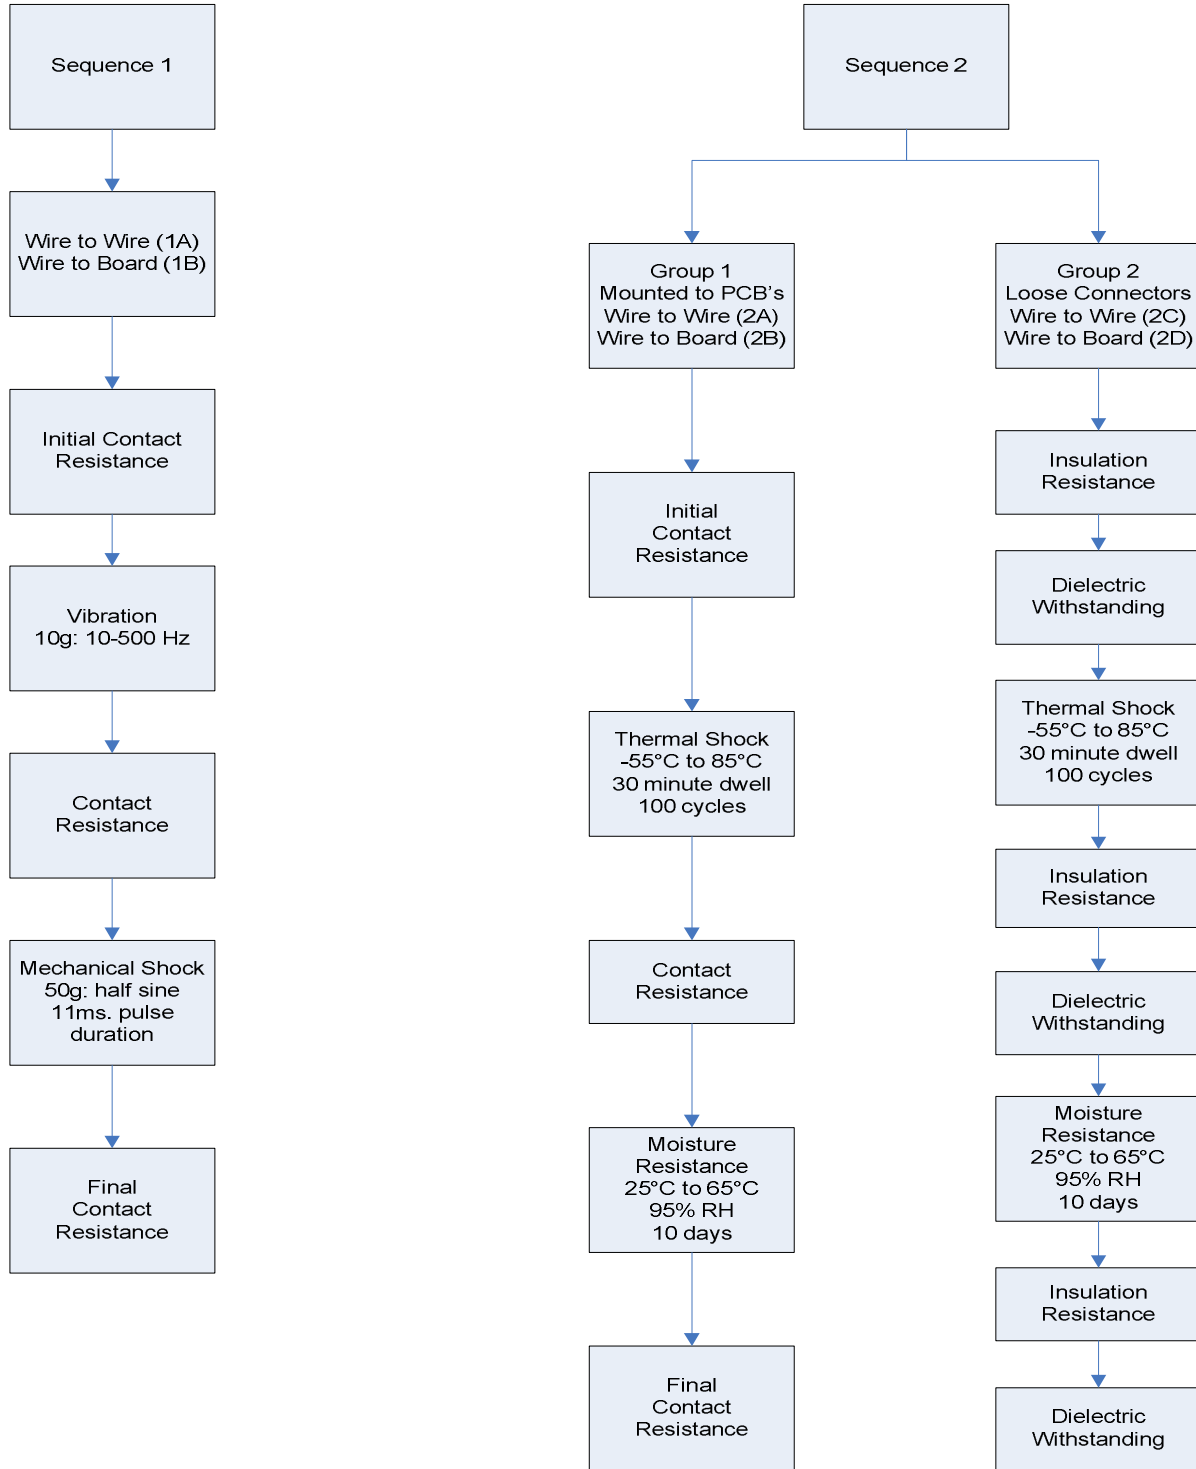 Sequence 1
Wire to Wire (1A)
Wire to Board (1B)
Initial Contact
Resistance
Vibration
10g: 10-500 Hz
Contact
Resistance
Mechanical Shock
50g: half sine
11ms. pulse
duration
Final
Contact
Resistance
Sequence 2
Group 1
Mounted to PCB’s
Wire to Wire (2A)
Wire to Board (2B)
Initial
Contact
Resistance
Thermal Shock
-55°C to 85°C
30 minute dwell
100 cycles
Contact
Resistance
Moisture
Resistance
25°C to 65°C
95% RH
10 days
Final
Contact
Resistance
Group 2
Loose Connectors
Wire to Wire (2C)
Wire to Board (2D)
Insulation
Resistance
Dielectric
Withstanding
Thermal Shock
-55°C to 85°C
30 minute dwell
100 cycles
Insulation
Resistance
Dielectric
Withstanding
Moisture
Resistance
25°C to 65°C
95% RH
10 days
Insulation
Resistance
Dielectric
Withstanding